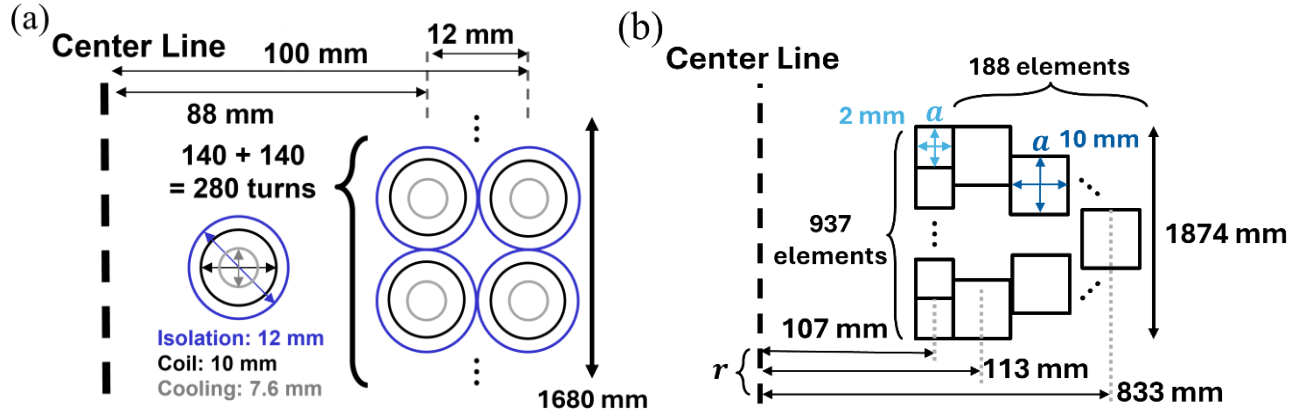 (a)
Center Line
12 mm
100 mm
88 mm
140 + 140
= 280 turns
Isolation: 12 mm
Coil: 10 mm
Cooling: 7.6 mm
1680 mm
(b)
Center Line
188 elements
2 mm
a
a
10 mm
937
elements
1874 mm
107 mm
r
113 mm
833 mm